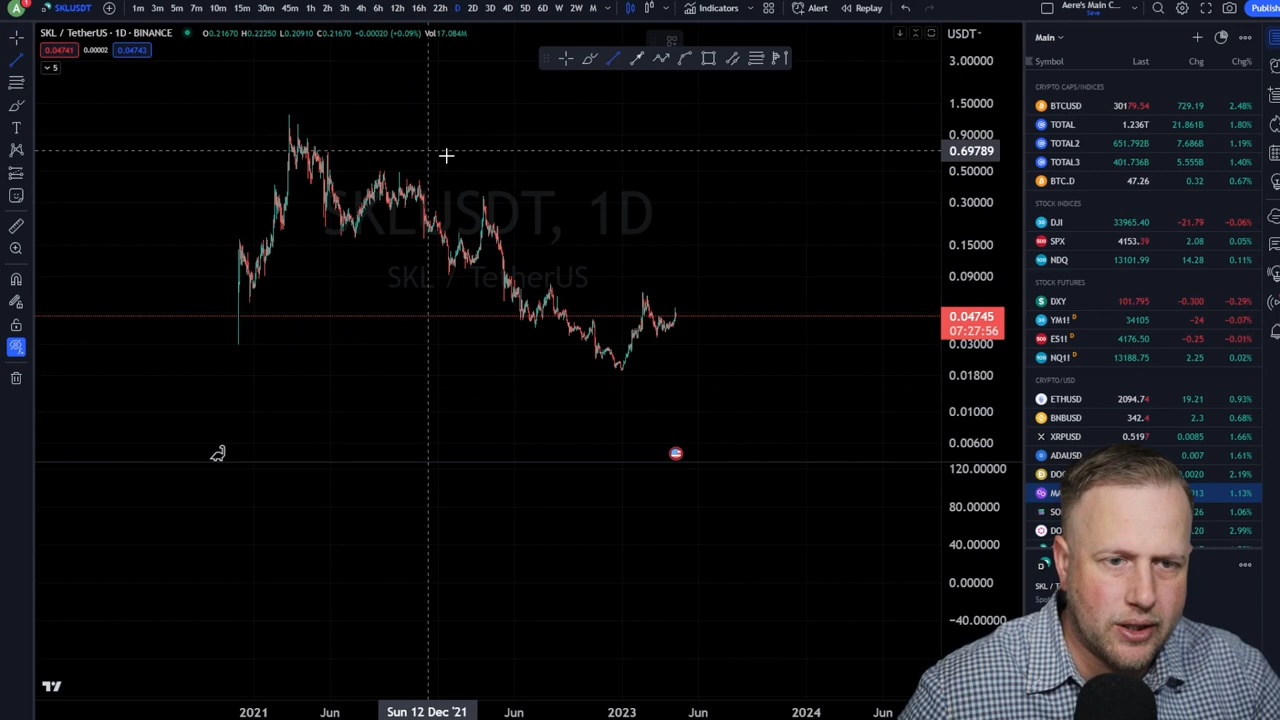 A 1 SKLUSDT 1m 3m 5m 7m 10m 15m 30m 45m 1h 2h 3h 4h 6h 12h 16h 22h D 2D 3D 4D 5D 6D W 2W M Indicators Alert Replay Aere's Main C... Save Publish
SKL / TetherUS · 1D · BINANCE O0.21670 H0.22250 L0.20910 C0.21670 +0.00020 (+0.09%) Vol17.084M
0.04741 0.00002 0.04743
5
USDT
3.00000
1.50000
0.90000
0.69789
0.50000
0.30000
0.15000
0.09000
0.04745
07:27:56
0.03000
0.01800
0.01000
0.00600
120.00000
80.00000
40.00000
0.00000
−40.00000
SKLUSDT, 1D
SKL / TetherUS
2021 Jun Sun 12 Dec '21 Jun 2023 Jun 2024 Jun
Main
Symbol Last Chg Chg%
CRYPTO CAPS/INDICES
BTCUSD 30179.54 729.19 2.48%
TOTAL 1.236T 21.861B 1.80%
TOTAL2 651.792B 7.686B 1.19%
TOTAL3 401.736B 5.555B 1.40%
BTC.D 47.26 0.32 0.67%
STOCK INDICES
DJI 33965.40 −21.79 −0.06%
SPX 4153.39 2.08 0.05%
NDQ 13101.99 14.28 0.11%
STOCK FUTURES
DXY 101.795 −0.300 −0.29%
YM1! D 34105 −24 −0.07%
ES1! D 4176.50 −0.25 −0.01%
NQ1! D 13188.75 2.25 0.02%
CRYPTO/USD
ETHUSD 2094.74 19.21 0.93%
BNBUSD 342.4 2.3 0.68%
XRPUSD 0.5197 0.0085 1.66%
ADAUSD 0.007 1.61%
DO 0020 2.19%
MA 013 1.13%
SO .26 1.06%
DO .20 2.99%
SKL / T
Spot